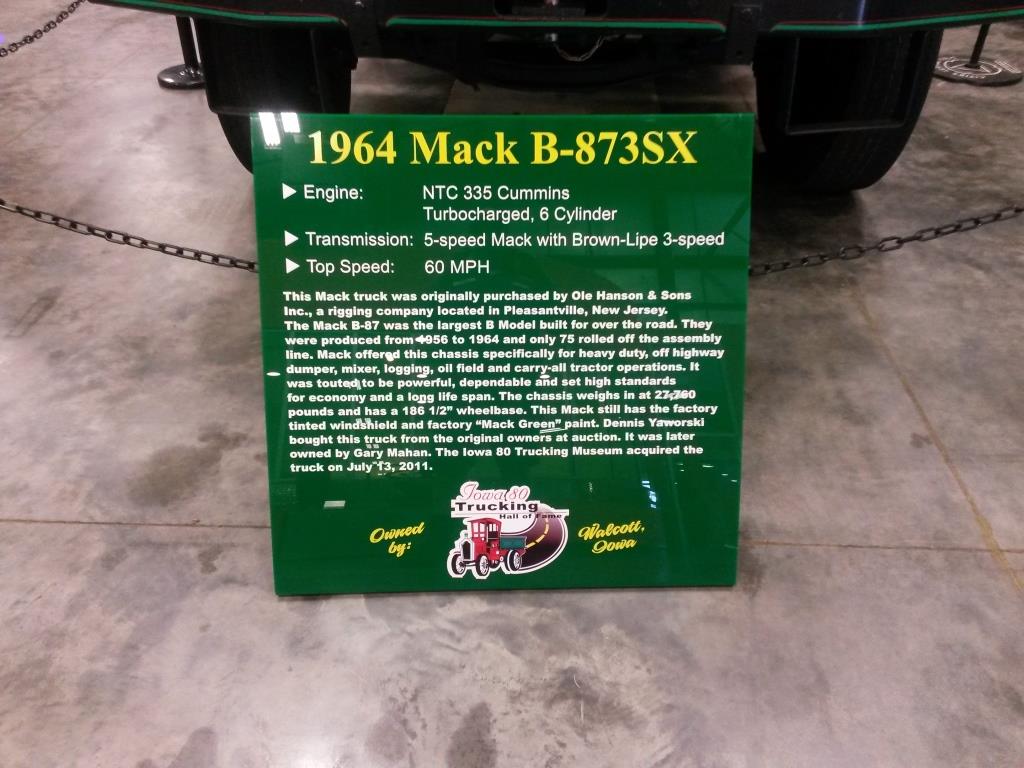 1964 Mack B-873SX
Engine: NTC 335 Cummins
Turbocharged, 6 Cylinder
Transmission: 5-speed Mack with Brown-Lipe 3-speed
Top Speed: 60 MPH
This Mack truck was originally purchased by Ole Hanson & Sons
Inc., a rigging company located in Pleasantville, New Jersey.
The Mack B-87 was the largest B Model built for over the road. They
were produced from 1956 to 1964 and only 75 rolled off the assembly
line. Mack offered this chassis specifically for heavy duty, off highway
dumper, mixer, logging, oil field and carry-all tractor operations. It
was touted to be powerful, dependable and set high standards
for economy and a long life span. The chassis weighs in at 27,760
pounds and has a 186 1/2" wheelbase. This Mack still has the factory
tinted windshield and factory "Mack Green" paint. Dennis Yaworski
bought this truck from the original owners at auction. It was later
owned by Gary Mahan. The Iowa 80 Trucking Museum acquired the
truck on July 13, 2011.
Iowa 80
Trucking
Hall of Fame
Owned
by:
Walcott,
Iowa